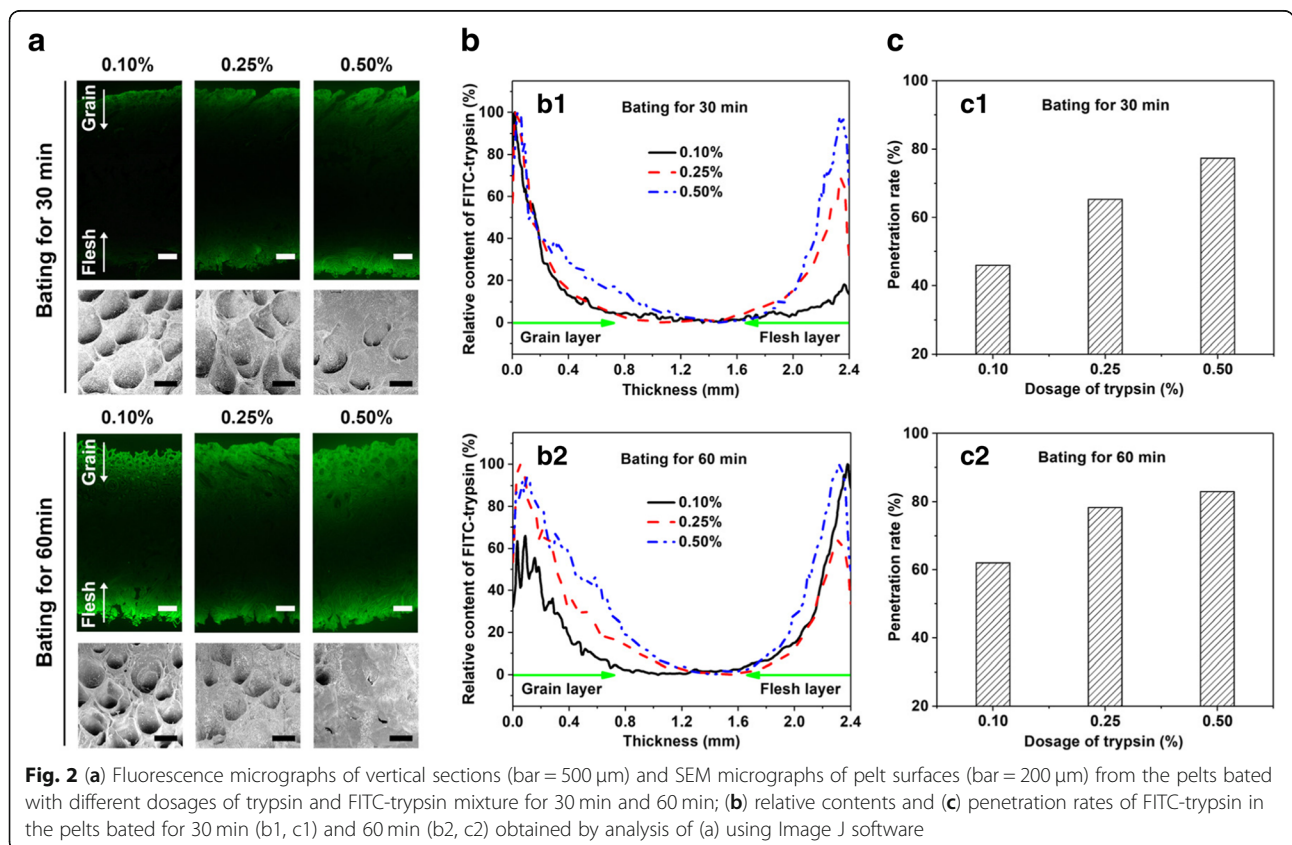 a
0.10% 0.25% 0.50%
Bating for 30 min
Grain
Flesh
0.10% 0.25% 0.50%
Bating for 60min
Grain
Flesh
b
b1 Bating for 30 min
0.10%
0.25%
0.50%
Relative content of FITC-trypsin (%)
100
80
60
40
20
0
Grain layer Flesh layer
0.0 0.4 0.8 1.2 1.6 2.0 2.4
Thickness (mm)
b2 Bating for 60 min
0.10%
0.25%
0.50%
Relative content of FITC-trypsin (%)
100
80
60
40
20
0
Grain layer Flesh layer
0.0 0.4 0.8 1.2 1.6 2.0 2.4
Thickness (mm)
c
c1 Bating for 30 min
Penetration rate (%)
100
80
60
40
20
0.10 0.25 0.50
Dosage of trypsin (%)
c2 Bating for 60 min
Penetration rate (%)
100
80
60
40
20
0.10 0.25 0.50
Dosage of trypsin (%)
Fig. 2 (a) Fluorescence micrographs of vertical sections (bar = 500 μm) and SEM micrographs of pelt surfaces (bar = 200 μm) from the pelts bated
with different dosages of trypsin and FITC-trypsin mixture for 30 min and 60 min; (b) relative contents and (c) penetration rates of FITC-trypsin in
the pelts bated for 30 min (b1, c1) and 60 min (b2, c2) obtained by analysis of (a) using Image J software